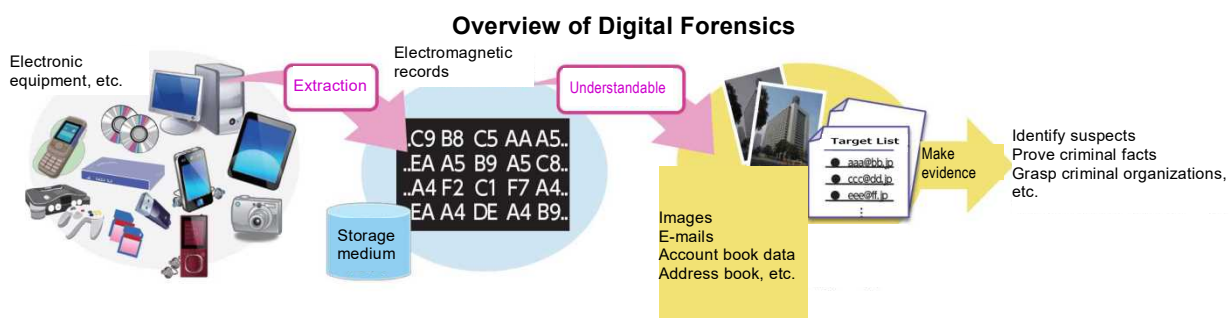 Overview of Digital Forensics
Electronic
equipment, etc.
Extraction
Electromagnetic
records
..C9 B8 C5 AA A5..
..EA A5 B9 A5 C8..
..A4 F2 C1 F7 A4..
..EA A4 DE A4 B9..
Storage
medium
Understandable
Target List
aaa@bb.jp
ccc@dd.jp
eee@ff.jp
Images
E-mails
Account book data
Address book, etc.
Make
evidence
Identify suspects
Prove criminal facts
Grasp criminal organizations,
etc.